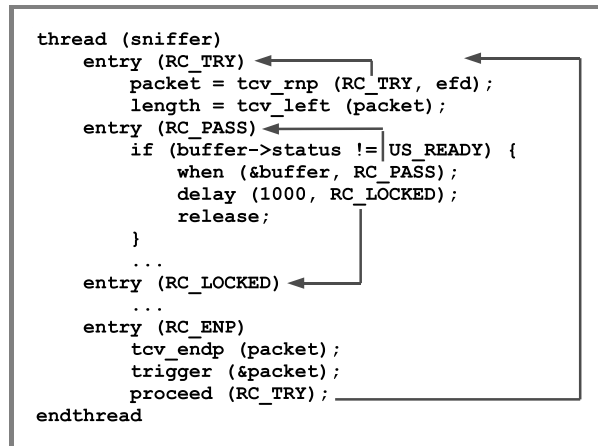 thread (sniffer)
entry (RC_TRY)
packet = tcv_rnp (RC_TRY, efd);
length = tcv_left (packet);
entry (RC_PASS)
if (buffer->status != US_READY) {
when (&buffer, RC_PASS);
delay (1000, RC_LOCKED);
release;
}
...
entry (RC_LOCKED)
...
entry (RC_ENP)
tcv_endp (packet);
trigger (&packet);
proceed (RC_TRY);
endthread